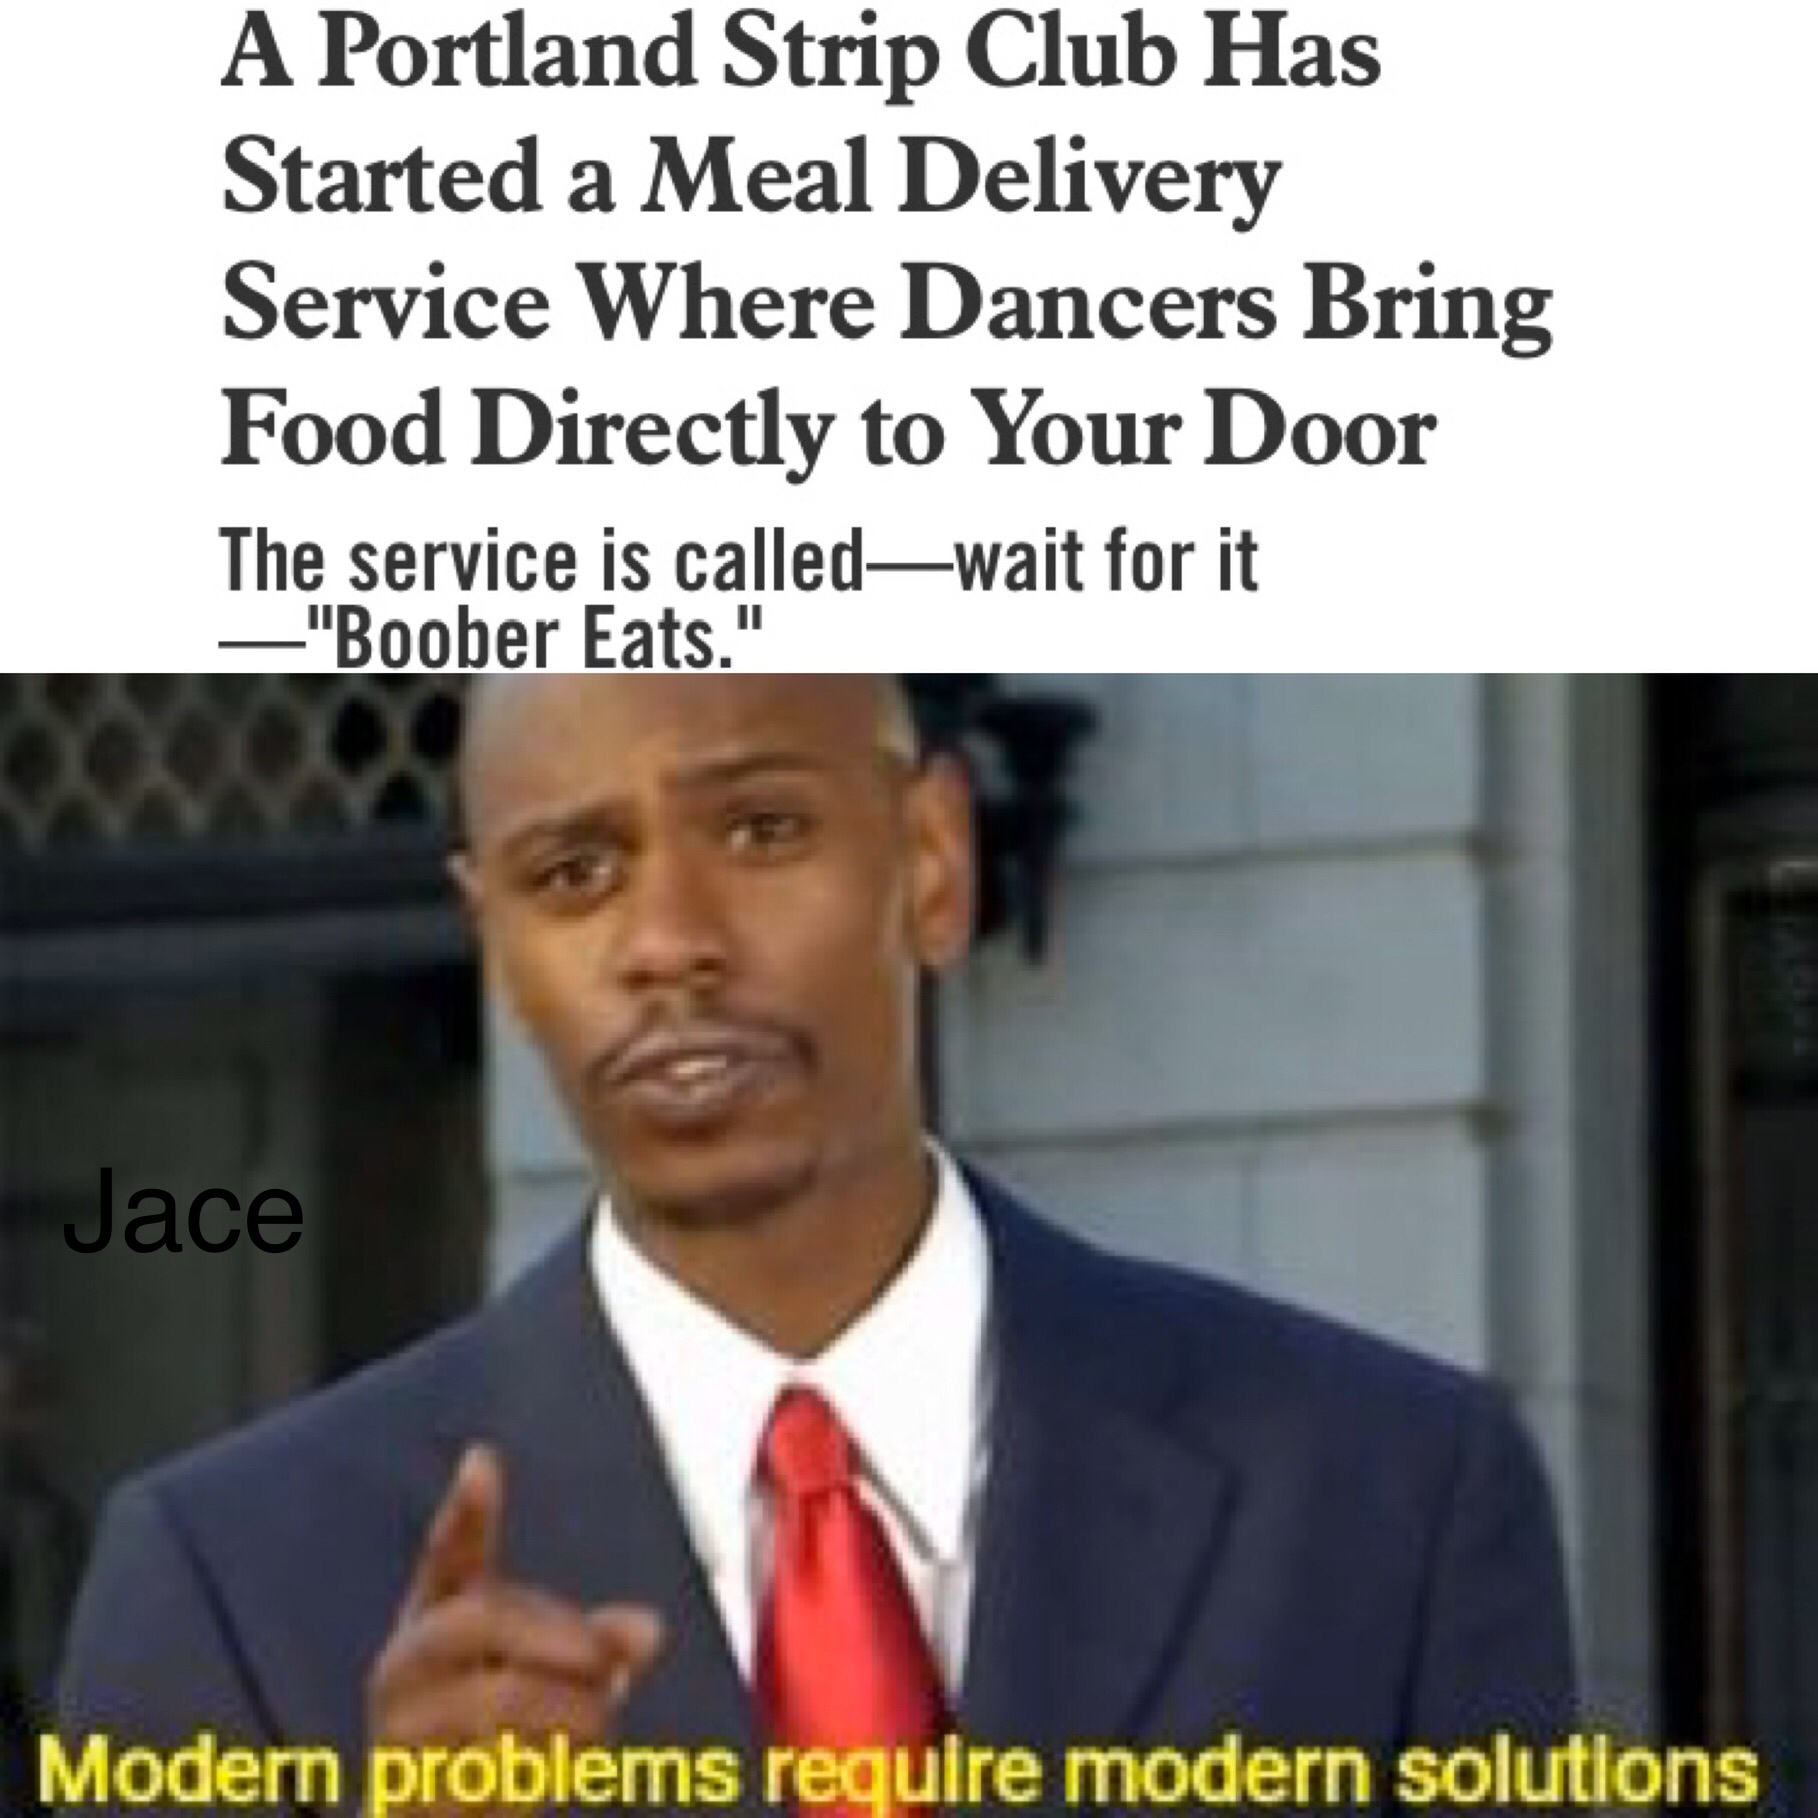 A Portland Strip Club Has
Started a Meal Delivery
Service Where Dancers Bring
Food Directly to Your Door
The service is called—wait for it
—"Boober Eats."
Jace
Modern problems require modern solutions